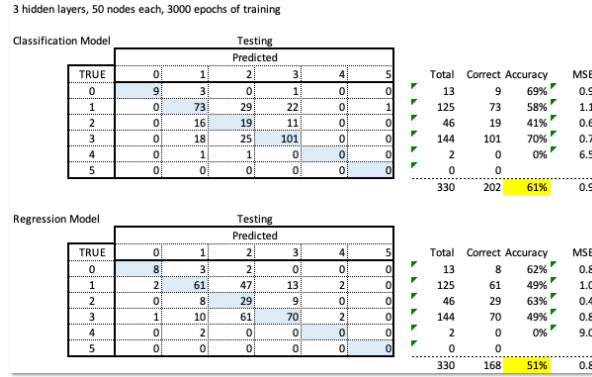 3 hidden layers, 50 nodes each, 3000 epochs of training
Classification Model Testing
Predicted
TRUE 0 1 2 3 4 5 Total Correct Accuracy
0 9 3 0 1 0 0 13 9 69%
1 0 73 29 22 0 1 125 73 58%
2 0 16 19 11 0 0 46 19 41%
3 0 18 25 101 0 0 144 101 70%
4 0 1 1 0 0 0 2 0 0%
5 0 0 0 0 0 0 0 0
330 202 61%
Regression Model Testing
Predicted
TRUE 0 1 2 3 4 5 Total Correct Accuracy
0 8 3 2 0 0 0 13 8 62%
1 2 61 47 13 2 0 125 61 49%
2 0 8 29 9 0 0 46 29 63%
3 1 10 61 70 2 0 144 70 49%
4 0 2 0 0 0 0 2 0 0%
5 0 0 0 0 0 0 0 0
330 168 51%